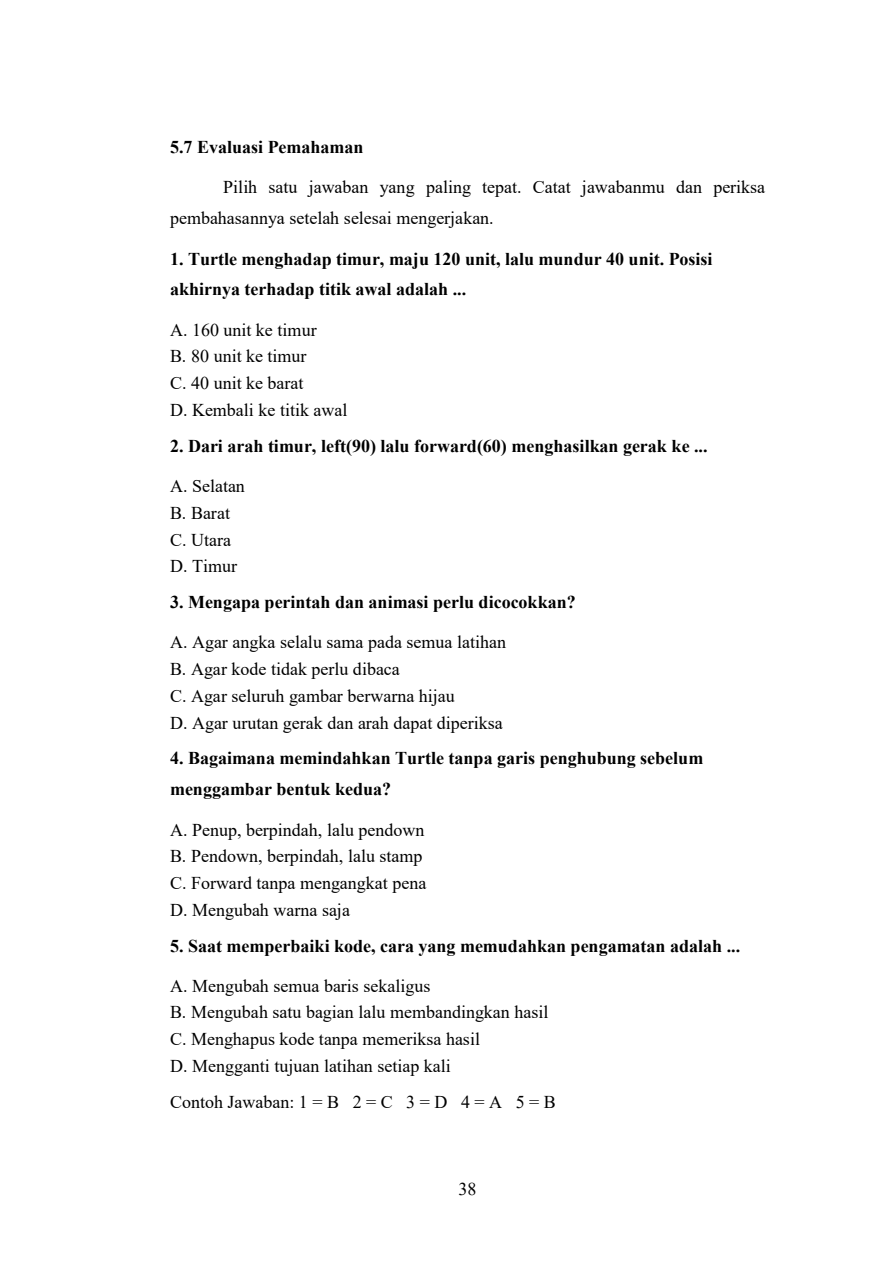 5.7 Evaluasi Pemahaman
Pilih satu jawaban yang paling tepat. Catat jawabanmu dan periksa
pembahasannya setelah selesai mengerjakan.
1. Turtle menghadap timur, maju 120 unit, lalu mundur 40 unit. Posisi
akhirnya terhadap titik awal adalah ...
A. 160 unit ke timur
B. 80 unit ke timur
C. 40 unit ke barat
D. Kembali ke titik awal
2. Dari arah timur, left(90) lalu forward(60) menghasilkan gerak ke ...
A. Selatan
B. Barat
C. Utara
D. Timur
3. Mengapa perintah dan animasi perlu dicocokkan?
A. Agar angka selalu sama pada semua latihan
B. Agar kode tidak perlu dibaca
C. Agar seluruh gambar berwarna hijau
D. Agar urutan gerak dan arah dapat diperiksa
4. Bagaimana memindahkan Turtle tanpa garis penghubung sebelum
menggambar bentuk kedua?
A. Penup, berpindah, lalu pendown
B. Pendown, berpindah, lalu stamp
C. Forward tanpa mengangkat pena
D. Mengubah warna saja
5. Saat memperbaiki kode, cara yang memudahkan pengamatan adalah ...
A. Mengubah semua baris sekaligus
B. Mengubah satu bagian lalu membandingkan hasil
C. Menghapus kode tanpa memeriksa hasil
D. Mengganti tujuan latihan setiap kali
Contoh Jawaban: 1 = B 2 = C 3 = D 4 = A 5 = B
38